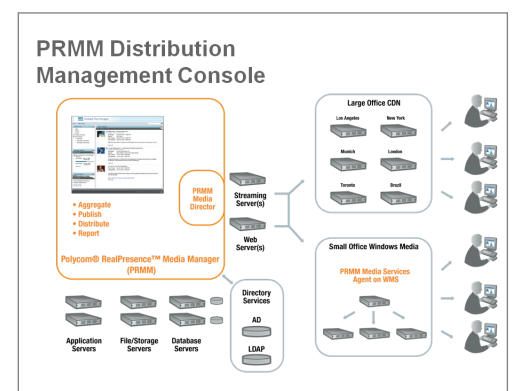 PRMM Distribution
Management Console
Large Office CDN
Los Angeles
New York
Munich
London
Toronto
Brazil
PRMM
Media
Director
Streaming
Server(s)
Web
Server(s)
• Aggregate
• Publish
• Distribute
• Report
Polycom® RealPresence™ Media Manager
(PRMM)
Small Office Windows Media
PRMM Media Services
Agent on WMS
Directory
Services
AD
LDAP
Application
Servers
File/Storage
Servers
Database
Servers